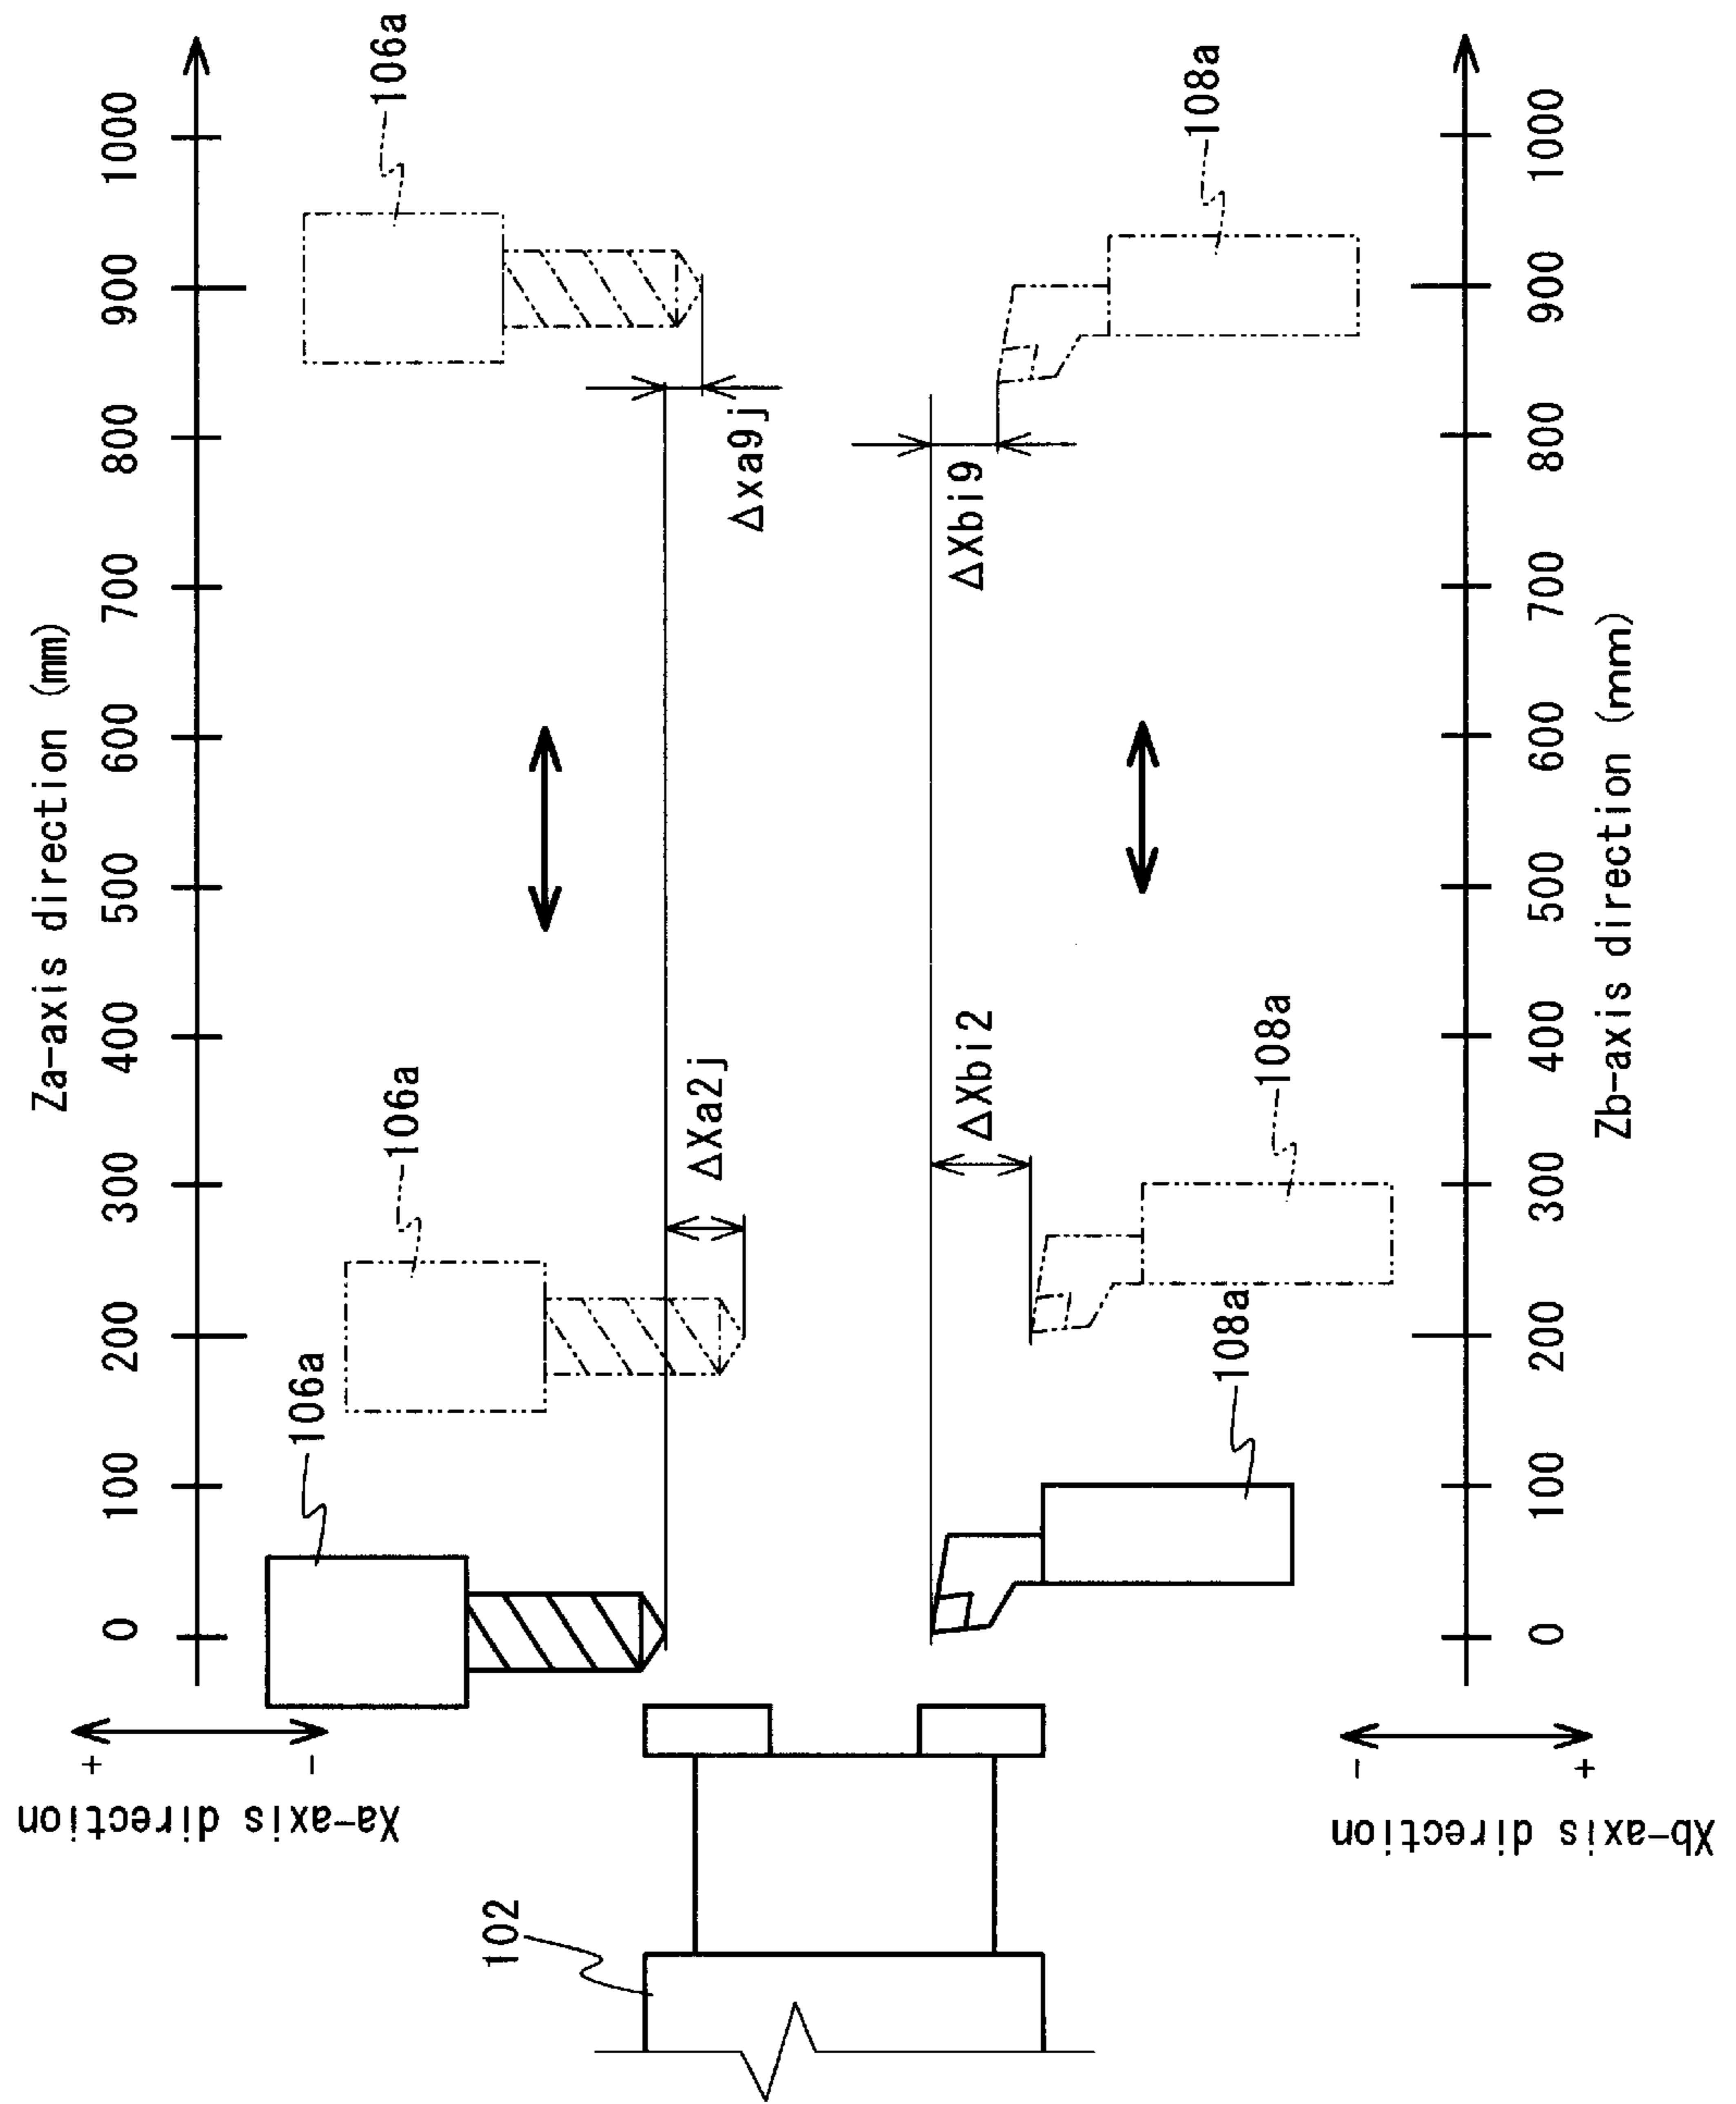 Za-axis direction (mm)
0 100 200 300 400 500 600 700 800 900 1000
Xa-axis direction
+
-
106a
106a
106a
ΔXa2j
Δxa9j
102
ΔXbi2
ΔXbi9
108a
108a
108a
Xb-axis direction
-
+
0 100 200 300 400 500 600 700 800 900 1000
Zb-axis direction (mm)